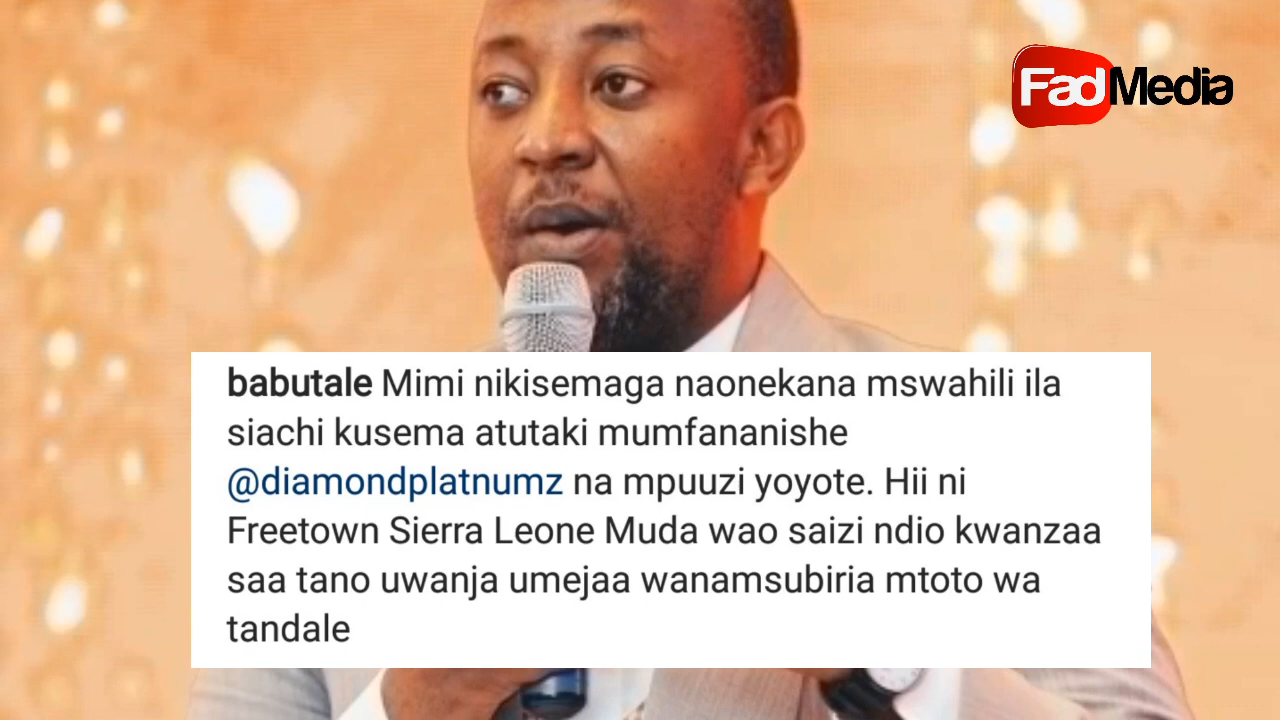 FadMedia
babutale Mimi nikisemaga naonekana mswahili ila
siachi kusema atutaki mumfananishe
@diamondplatnumz na mpuuzi yoyote. Hii ni
Freetown Sierra Leone Muda wao saizi ndio kwanzaa
saa tano uwanja umejaa wanamsubiria mtoto wa
tandale